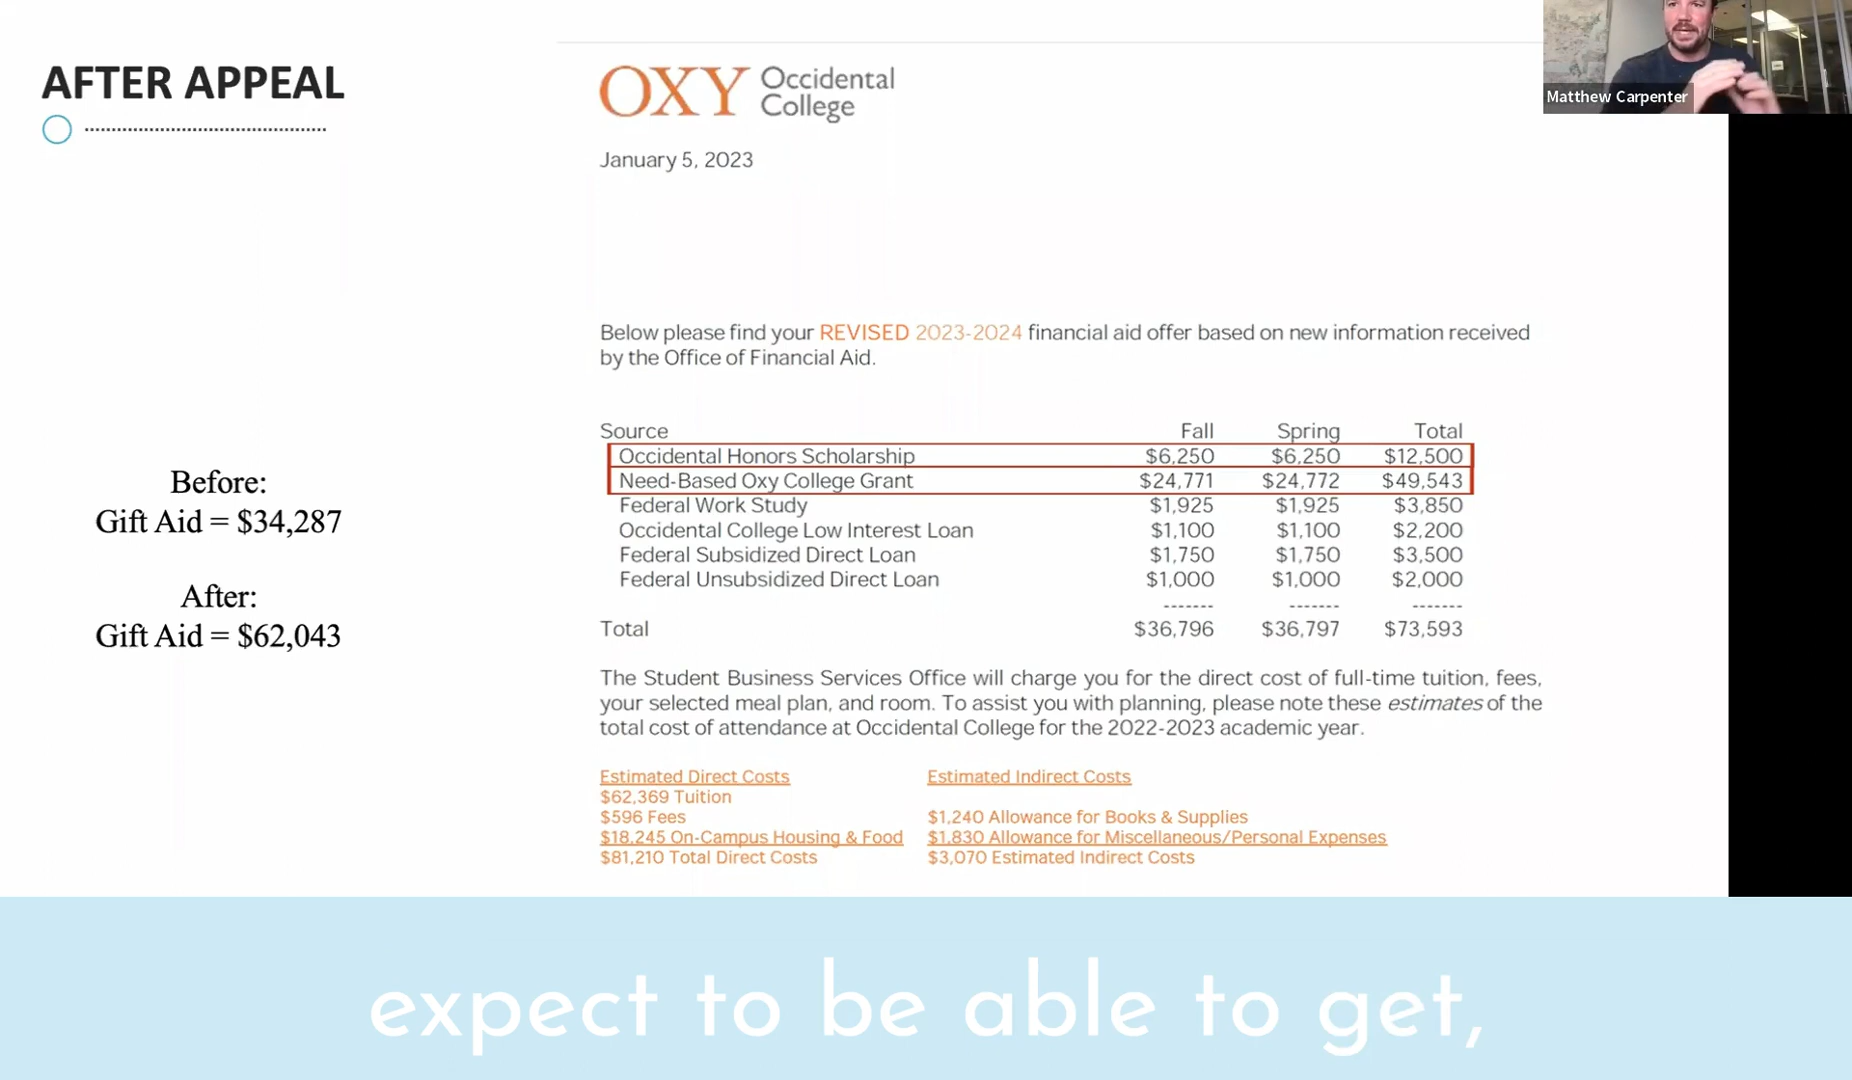 AFTER APPEAL
OXY Occidental College
Matthew Carpenter
January 5, 2023
Below please find your REVISED 2023-2024 financial aid offer based on new information received
by the Office of Financial Aid.
Source Fall Spring Total
Occidental Honors Scholarship $6,250 $6,250 $12,500
Need-Based Oxy College Grant $24,771 $24,772 $49,543
Federal Work Study $1,925 $1,925 $3,850
Occidental College Low Interest Loan $1,100 $1,100 $2,200
Federal Subsidized Direct Loan $1,750 $1,750 $3,500
Federal Unsubsidized Direct Loan $1,000 $1,000 $2,000
------- ------- -------
Total $36,796 $36,797 $73,593
Before:
Gift Aid = $34,287
After:
Gift Aid = $62,043
The Student Business Services Office will charge you for the direct cost of full-time tuition, fees,
your selected meal plan, and room. To assist you with planning, please note these estimates of the
total cost of attendance at Occidental College for the 2022-2023 academic year.
Estimated Direct Costs
$62,369 Tuition
$596 Fees
$18,245 On-Campus Housing & Food
$81,210 Total Direct Costs
Estimated Indirect Costs
$1,240 Allowance for Books & Supplies
$1,830 Allowance for Miscellaneous/Personal Expenses
$3,070 Estimated Indirect Costs
expect to be able to get,